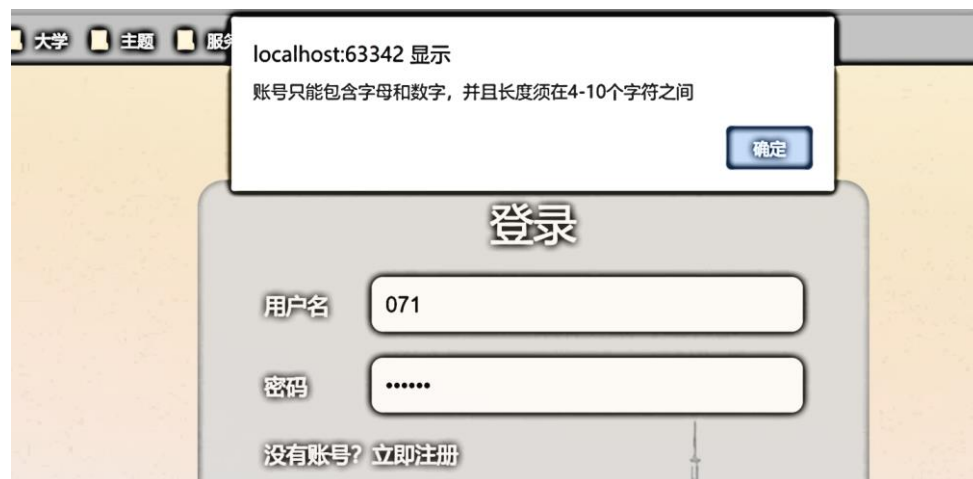 大学 主题 服务
localhost:63342 显示
账号只能包含字母和数字，并且长度须在4-10个字符之间
确定
登录
用户名 071
密码 ••••••
没有账号？立即注册